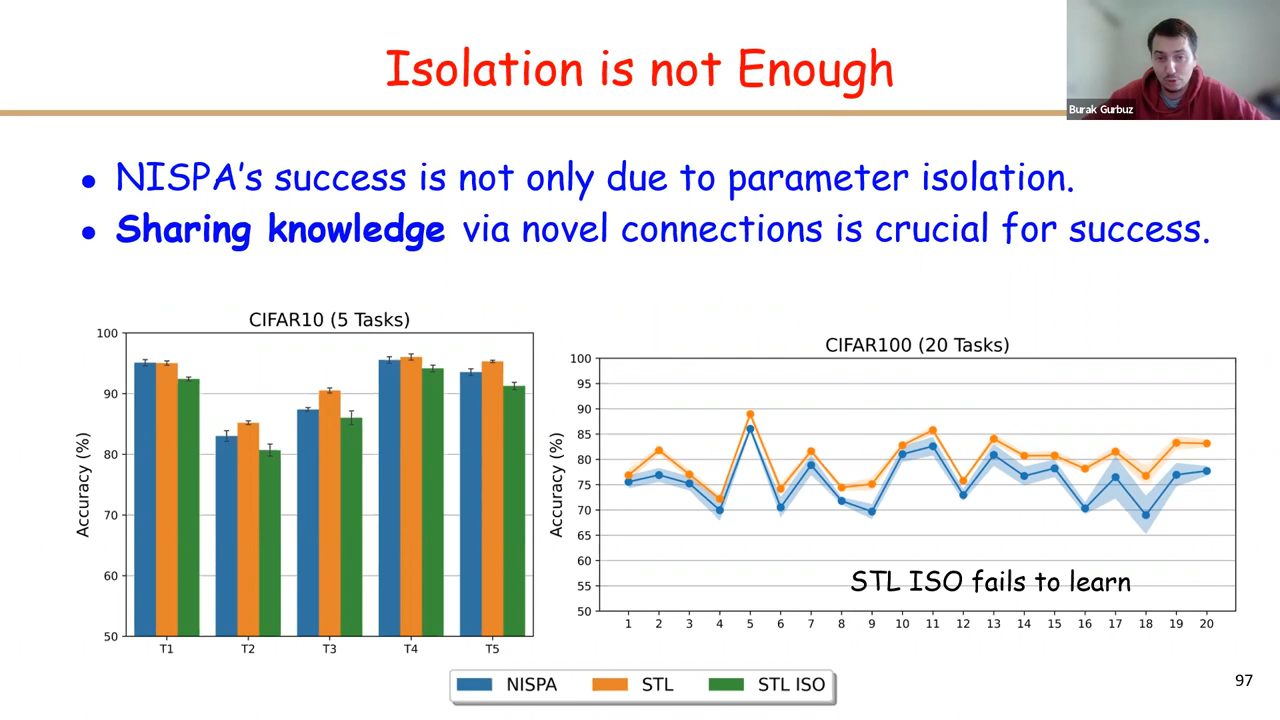 Isolation is not Enough
Burak Gurbuz
• NISPA's success is not only due to parameter isolation.
• Sharing knowledge via novel connections is crucial for success.
CIFAR10 (5 Tasks)
Accuracy (%)
100
90
80
70
60
50
T1 T2 T3 T4 T5
CIFAR100 (20 Tasks)
Accuracy (%)
100
95
90
85
80
75
70
65
60
55
50
STL ISO fails to learn
1 2 3 4 5 6 7 8 9 10 11 12 13 14 15 16 17 18 19 20
NISPA STL STL ISO
97